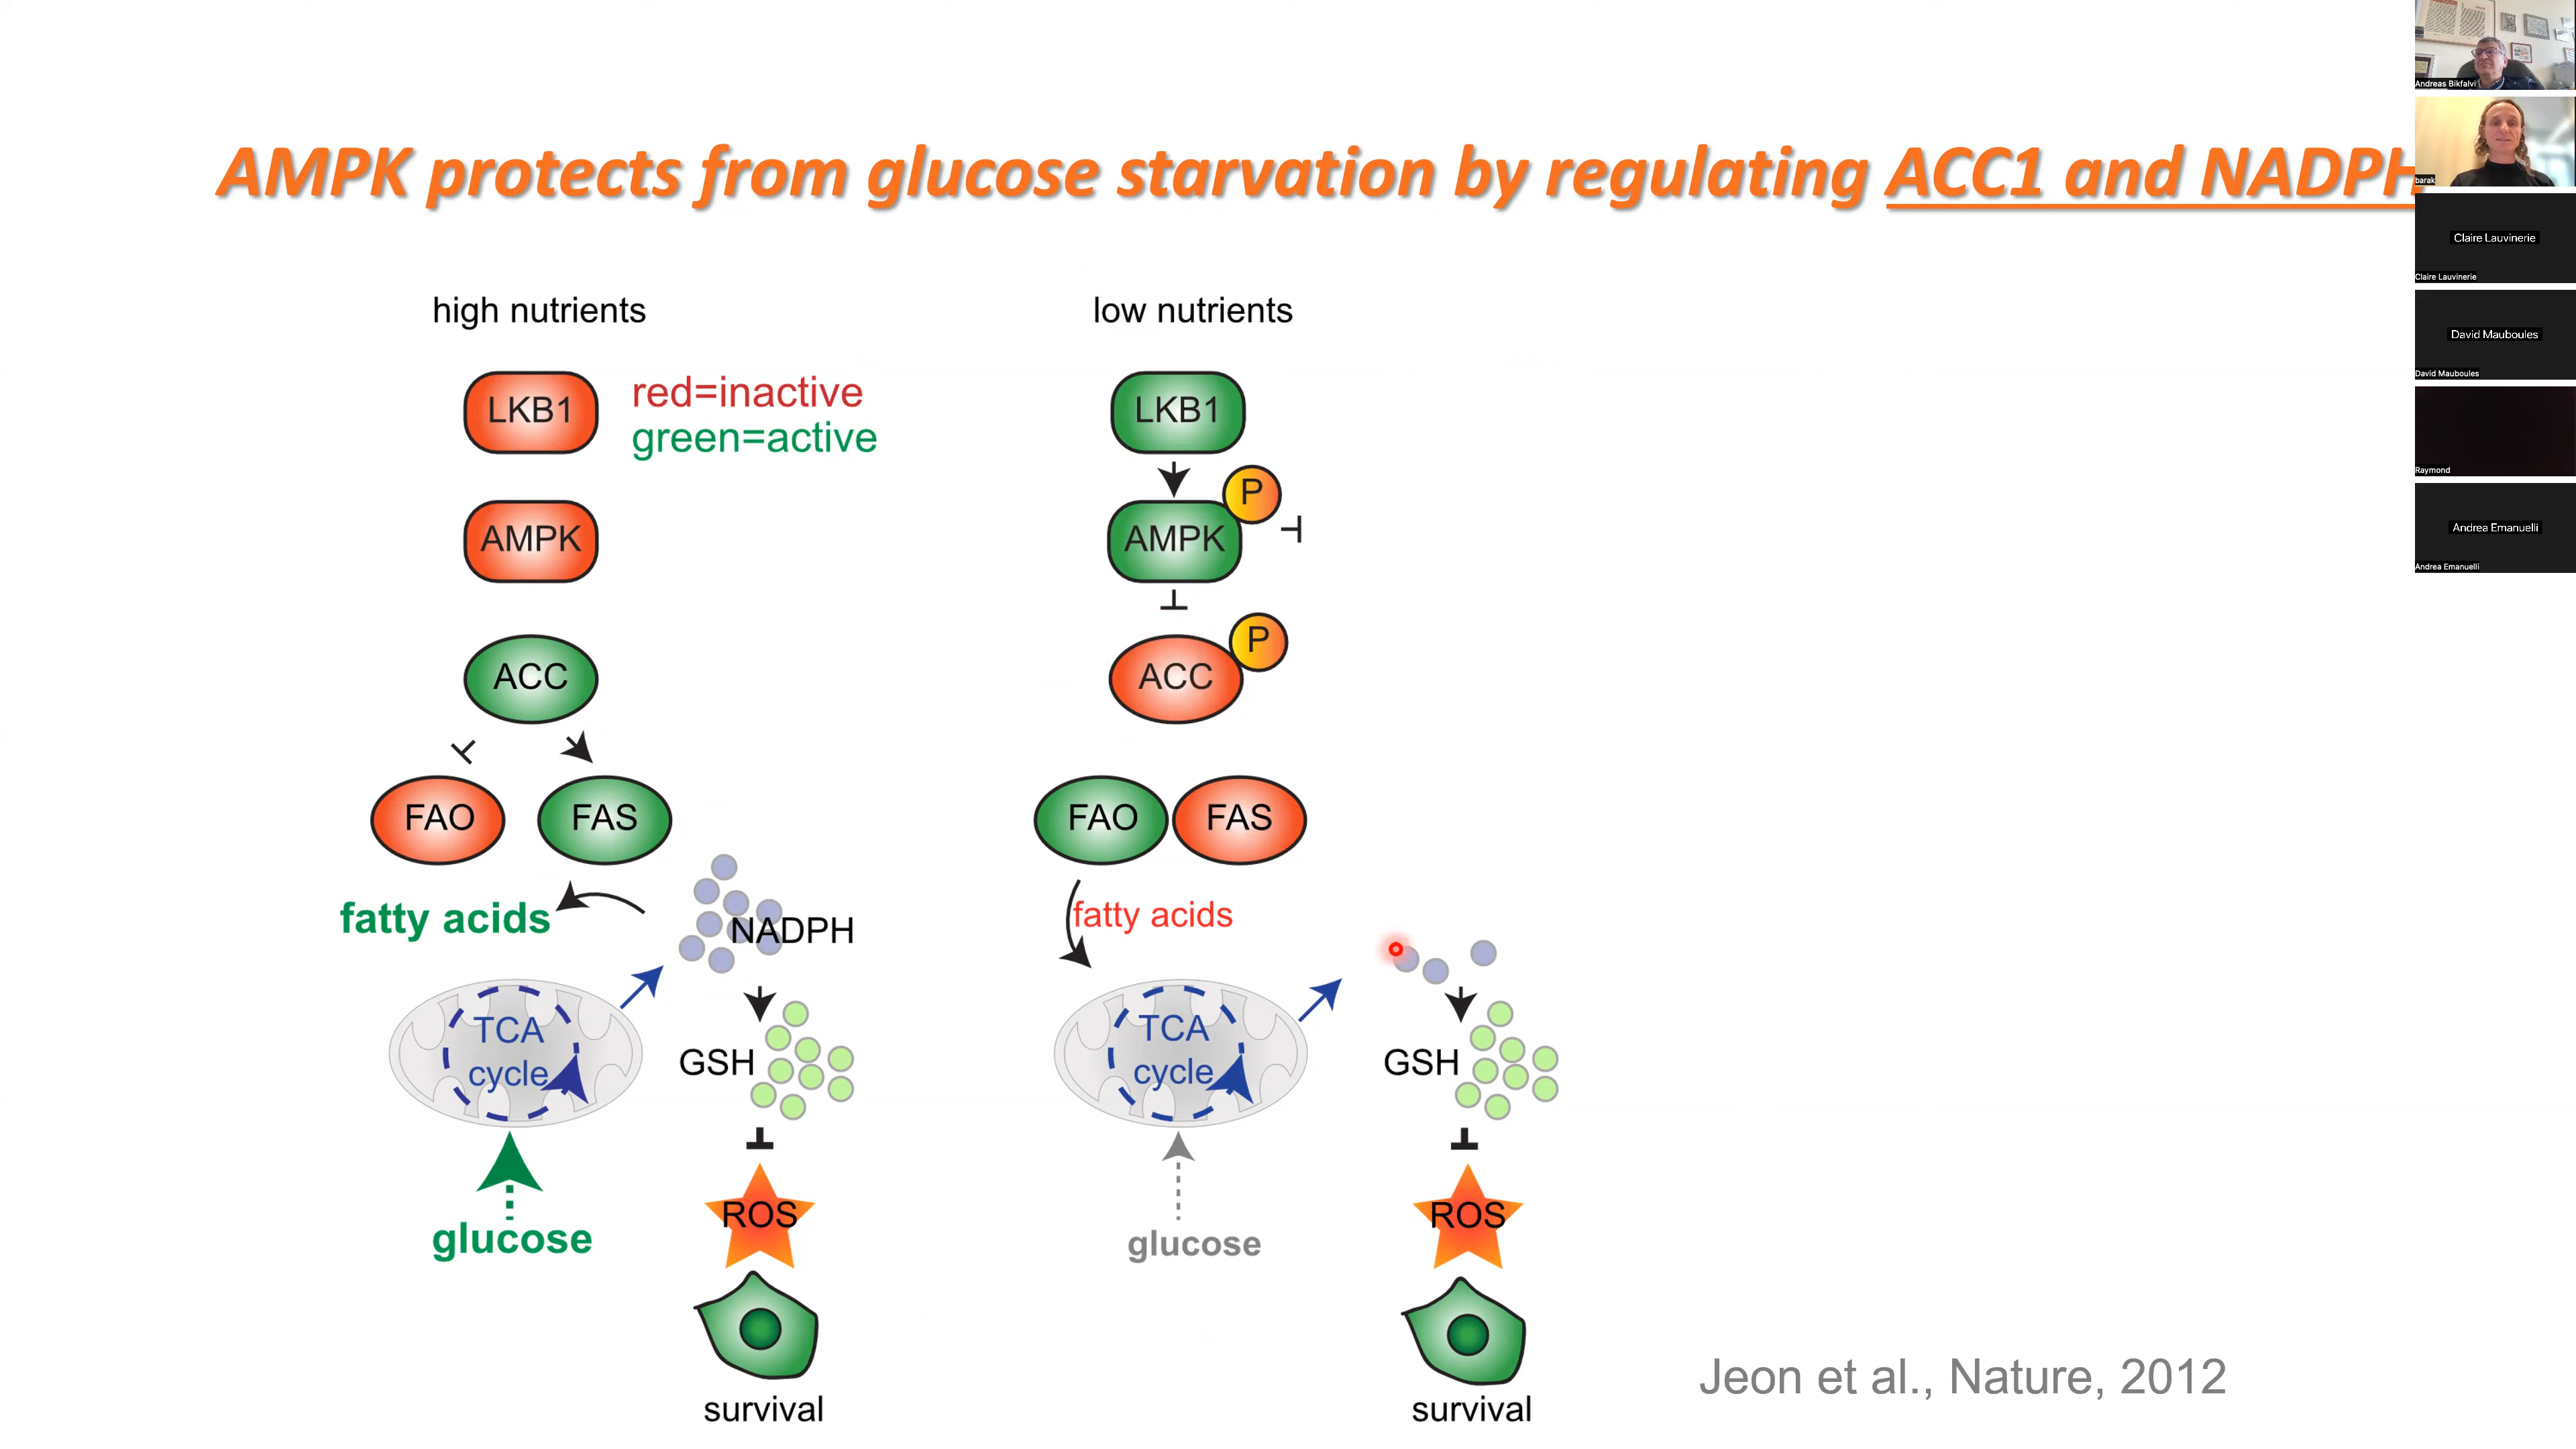 AMPK protects from glucose starvation by regulating ACC1 and NADPH
high nutrients
LKB1
red=inactive
green=active
AMPK
ACC
FAO
FAS
fatty acids
NADPH
TCA
cycle
GSH
glucose
ROS
survival
low nutrients
LKB1
P
AMPK
P
ACC
FAO
FAS
fatty acids
TCA
cycle
GSH
glucose
ROS
survival
Jeon et al., Nature, 2012
Andreas Bikfalvi
barak
Claire Lauvinerie
Claire Lauvinerie
David Mauboules
David Mauboules
Raymond
Andrea Emanuelli
Andrea Emanuelli